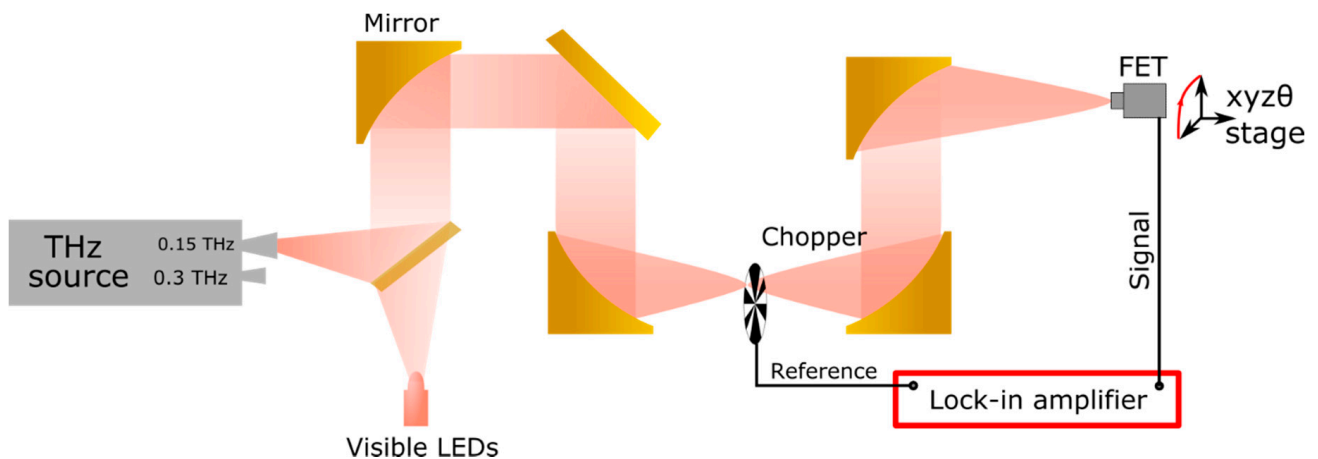 Mirror
FET
xyzθ
stage
THz
source
0.15 THz
0.3 THz
Chopper
Signal
Reference
Lock-in amplifier
Visible LEDs